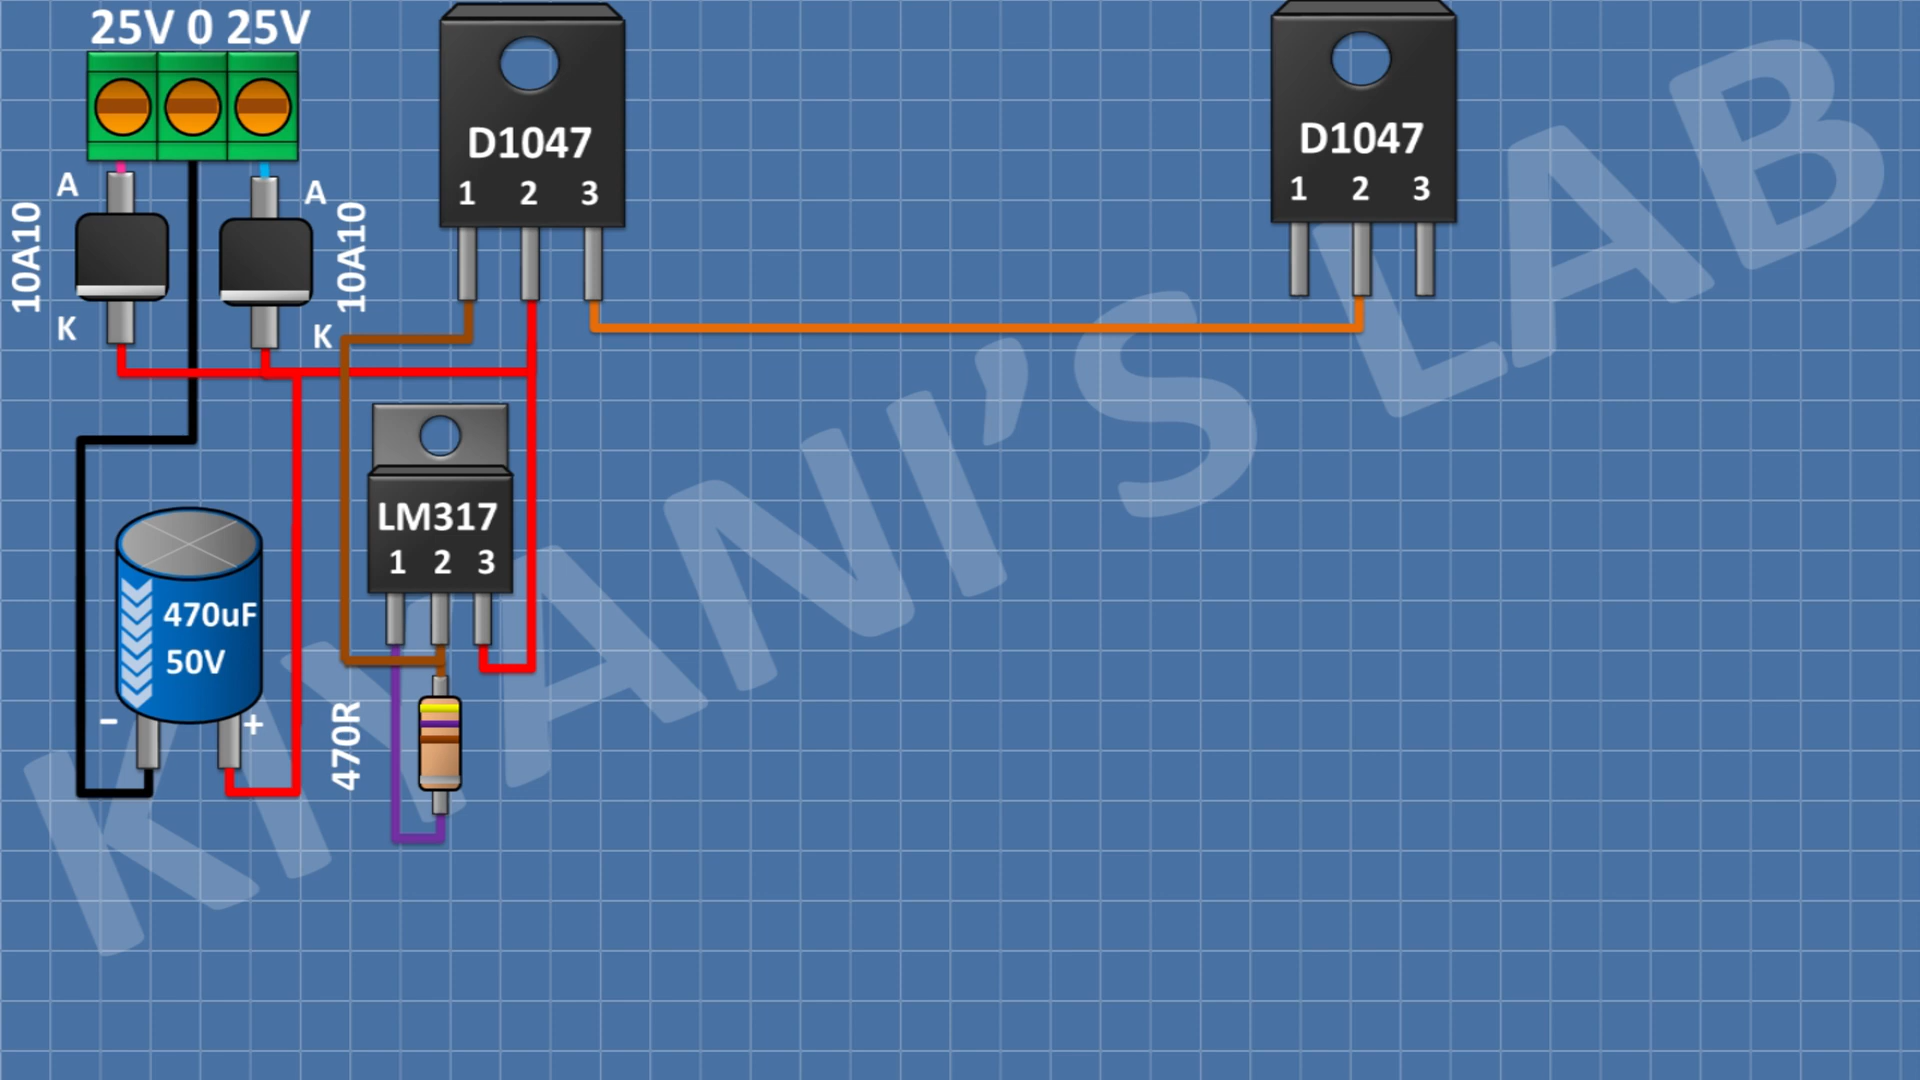 25V 0 25V
D1047
1 2 3
D1047
1 2 3
A
A
10A10
10A10
K
K
LM317
1 2 3
470uF
50V
- +
470R
KIYANI'S LAB